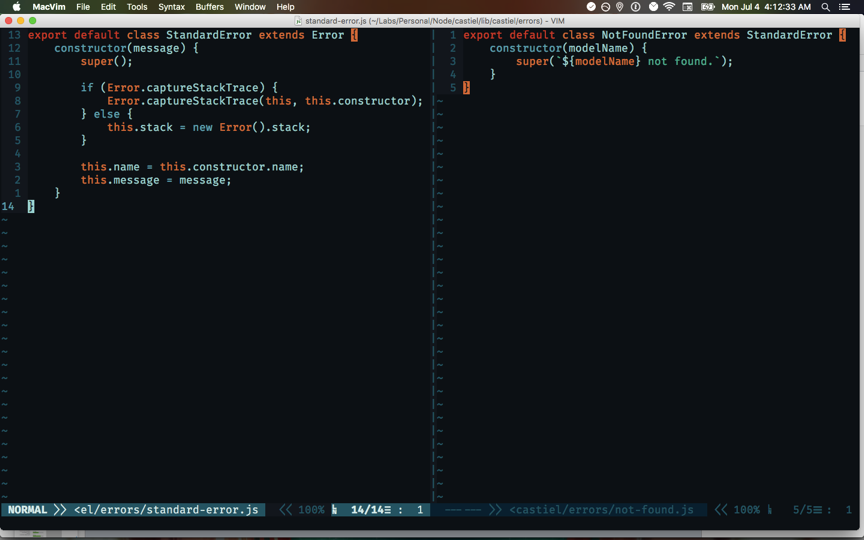 MacVim File Edit Tools Syntax Buffers Window Help Mon Jul 4 4:12:33 AM
standard-error.js (~/Labs/Personal/Node/castiel/lib/castiel/errors) - VIM
13 export default class StandardError extends Error {
12     constructor(message) {
11         super();
10
9         if (Error.captureStackTrace) {
8             Error.captureStackTrace(this, this.constructor);
7         } else {
6             this.stack = new Error().stack;
5         }
4
3         this.name = this.constructor.name;
2         this.message = message;
1     }
14 }
NORMAL <el/errors/standard-error.js 100% 14/14 : 1
1 export default class NotFoundError extends StandardError {
2     constructor(modelName) {
3         super(`${modelName} not found.`);
4     }
5 }
<castiel/errors/not-found.js 100% 5/5 : 1